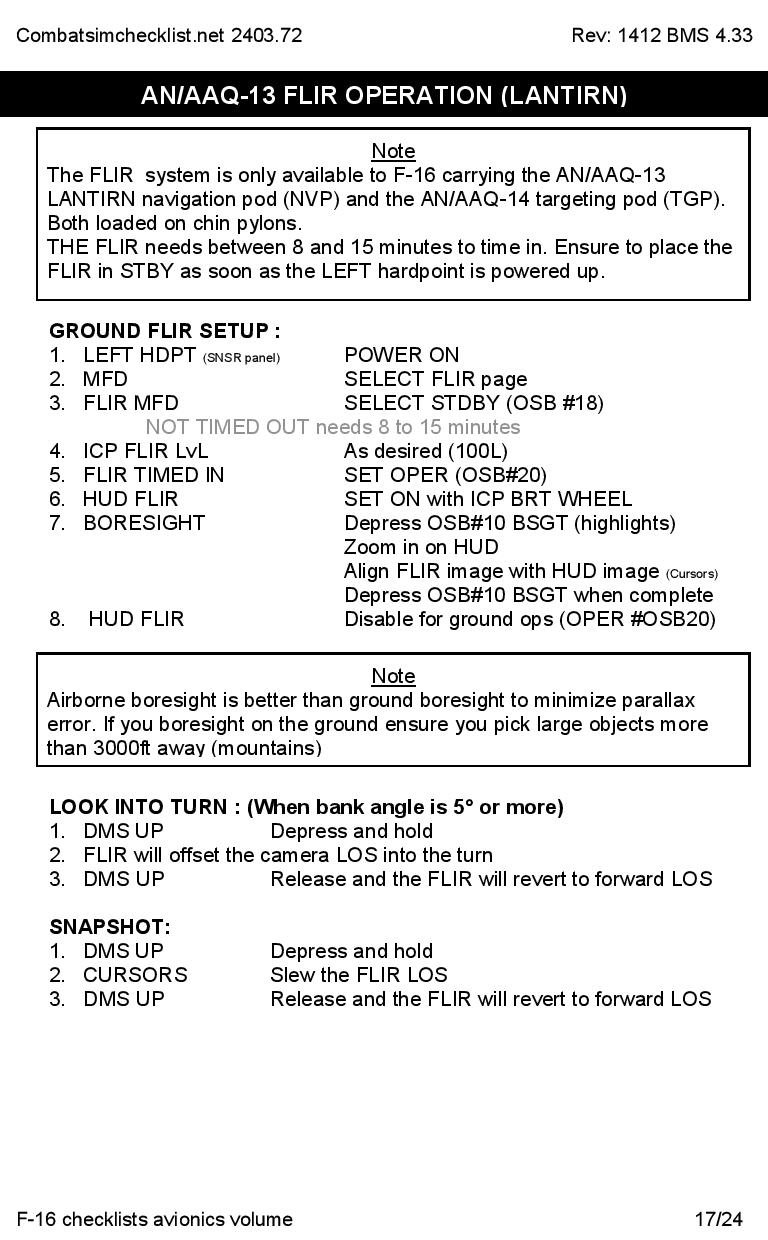 Combatsimchecklist.net 2403.72 Rev: 1412 BMS 4.33
AN/AAQ-13 FLIR OPERATION (LANTIRN)
Note
The FLIR system is only available to F-16 carrying the AN/AAQ-13
LANTIRN navigation pod (NVP) and the AN/AAQ-14 targeting pod (TGP).
Both loaded on chin pylons.
THE FLIR needs between 8 and 15 minutes to time in. Ensure to place the
FLIR in STBY as soon as the LEFT hardpoint is powered up.
GROUND FLIR SETUP :
1. LEFT HDPT (SNSR panel) POWER ON
2. MFD SELECT FLIR page
3. FLIR MFD SELECT STDBY (OSB #18)
NOT TIMED OUT needs 8 to 15 minutes
4. ICP FLIR LvL As desired (100L)
5. FLIR TIMED IN SET OPER (OSB#20)
6. HUD FLIR SET ON with ICP BRT WHEEL
7. BORESIGHT Depress OSB#10 BSGT (highlights)
Zoom in on HUD
Align FLIR image with HUD image (Cursors)
Depress OSB#10 BSGT when complete
8. HUD FLIR Disable for ground ops (OPER #OSB20)
Note
Airborne boresight is better than ground boresight to minimize parallax
error. If you boresight on the ground ensure you pick large objects more
than 3000ft away (mountains)
LOOK INTO TURN : (When bank angle is 5° or more)
1. DMS UP Depress and hold
2. FLIR will offset the camera LOS into the turn
3. DMS UP Release and the FLIR will revert to forward LOS
SNAPSHOT:
1. DMS UP Depress and hold
2. CURSORS Slew the FLIR LOS
3. DMS UP Release and the FLIR will revert to forward LOS
F-16 checklists avionics volume 17/24